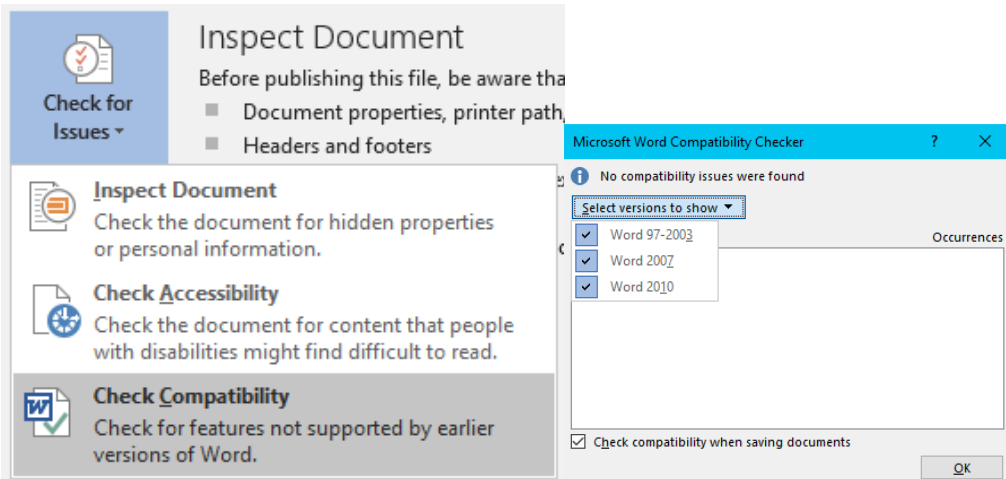 Inspect Document
Before publishing this file, be aware tha
Document properties, printer path,
Headers and footers
Check for
Issues
Inspect Document
Check the document for hidden properties
or personal information.
Check Accessibility
Check the document for content that people
with disabilities might find difficult to read.
Check Compatibility
Check for features not supported by earlier
versions of Word.
Microsoft Word Compatibility Checker
No compatibility issues were found
Select versions to show
Occurrences
Word 97-2003
Word 2007
Word 2010
Check compatibility when saving documents
OK